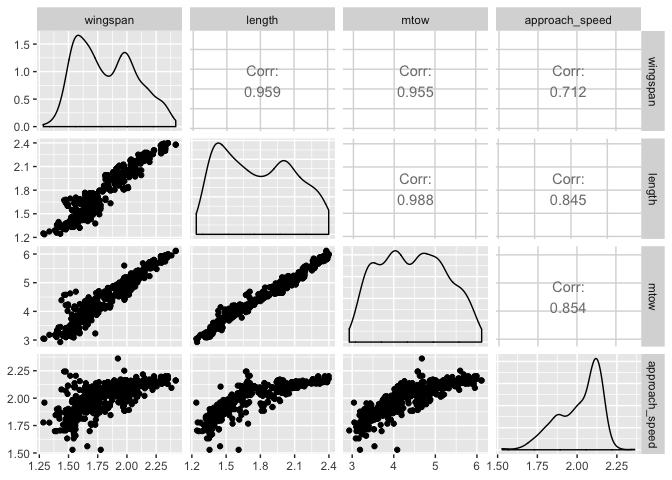 wingspan length mtow approach_speed
1.5
1.0
0.5
0.0
Corr:
0.959
Corr:
0.955
Corr:
0.712
wingspan
2.4
2.1
1.8
1.5
1.2
Corr:
0.988
Corr:
0.845
length
6
5
4
3
Corr:
0.854
mtow
2.25
2.00
1.75
1.50
approach_speed
1.25 1.50 1.75 2.00 2.25 1.2 1.5 1.8 2.1 2.4 3 4 5 6 1.50 1.75 2.00 2.25